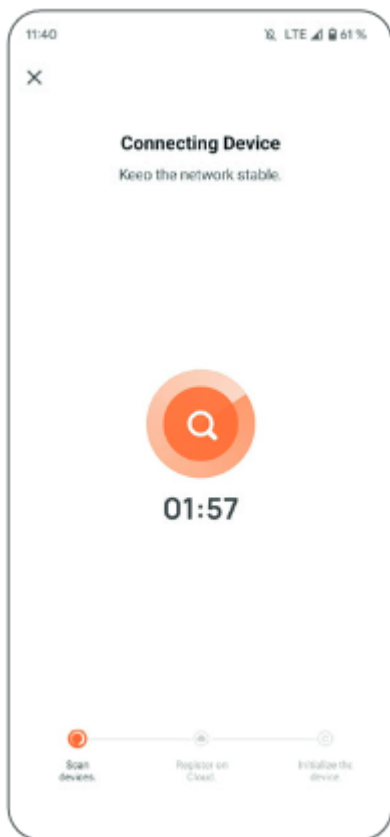 11:40 LTE 61 %
Connecting Device
Keep the network stable.
01:57
Scan
devices.
Register on
Cloud.
Initialize the
device.